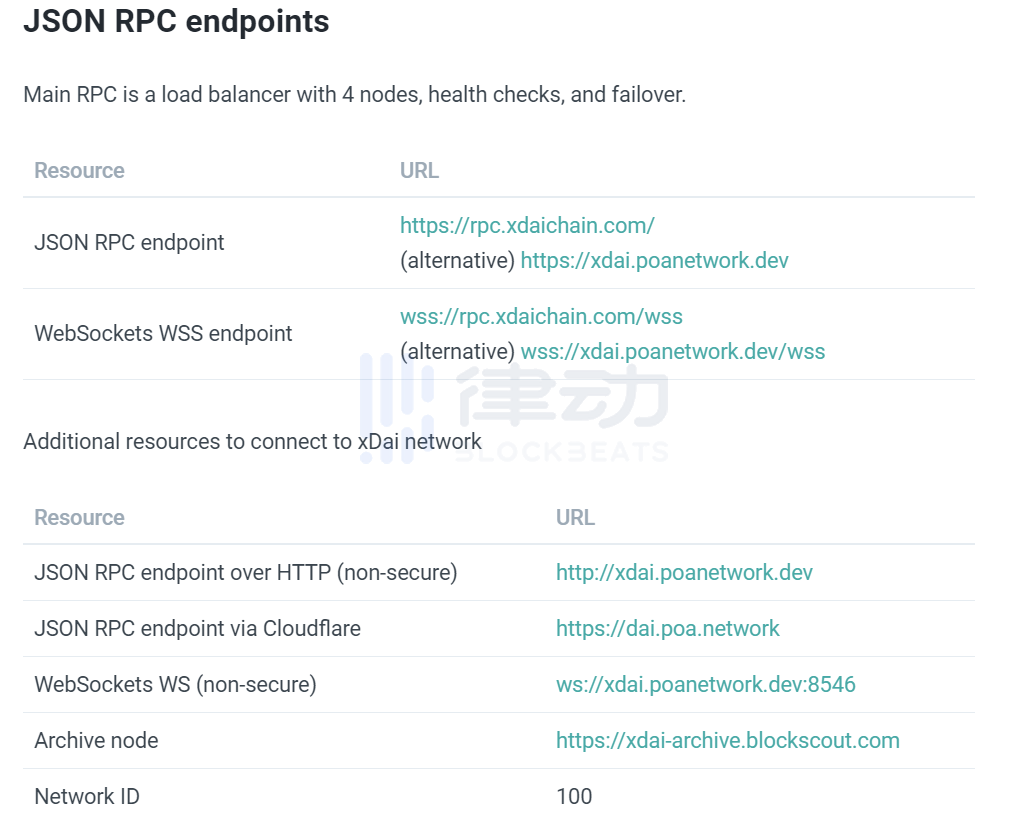 JSON RPC endpoints
Main RPC is a load balancer with 4 nodes, health checks, and failover.
Resource URL
JSON RPC endpoint https://rpc.xdaichain.com/
(alternative) https://xdai.poanetwork.dev
WebSockets WSS endpoint wss://rpc.xdaichain.com/wss
(alternative) wss://xdai.poanetwork.dev/wss
律动
BLOCKBEATS
Additional resources to connect to xDai network
Resource URL
JSON RPC endpoint over HTTP (non-secure) http://xdai.poanetwork.dev
JSON RPC endpoint via Cloudflare https://dai.poa.network
WebSockets WS (non-secure) ws://xdai.poanetwork.dev:8546
Archive node https://xdai-archive.blockscout.com
Network ID 100